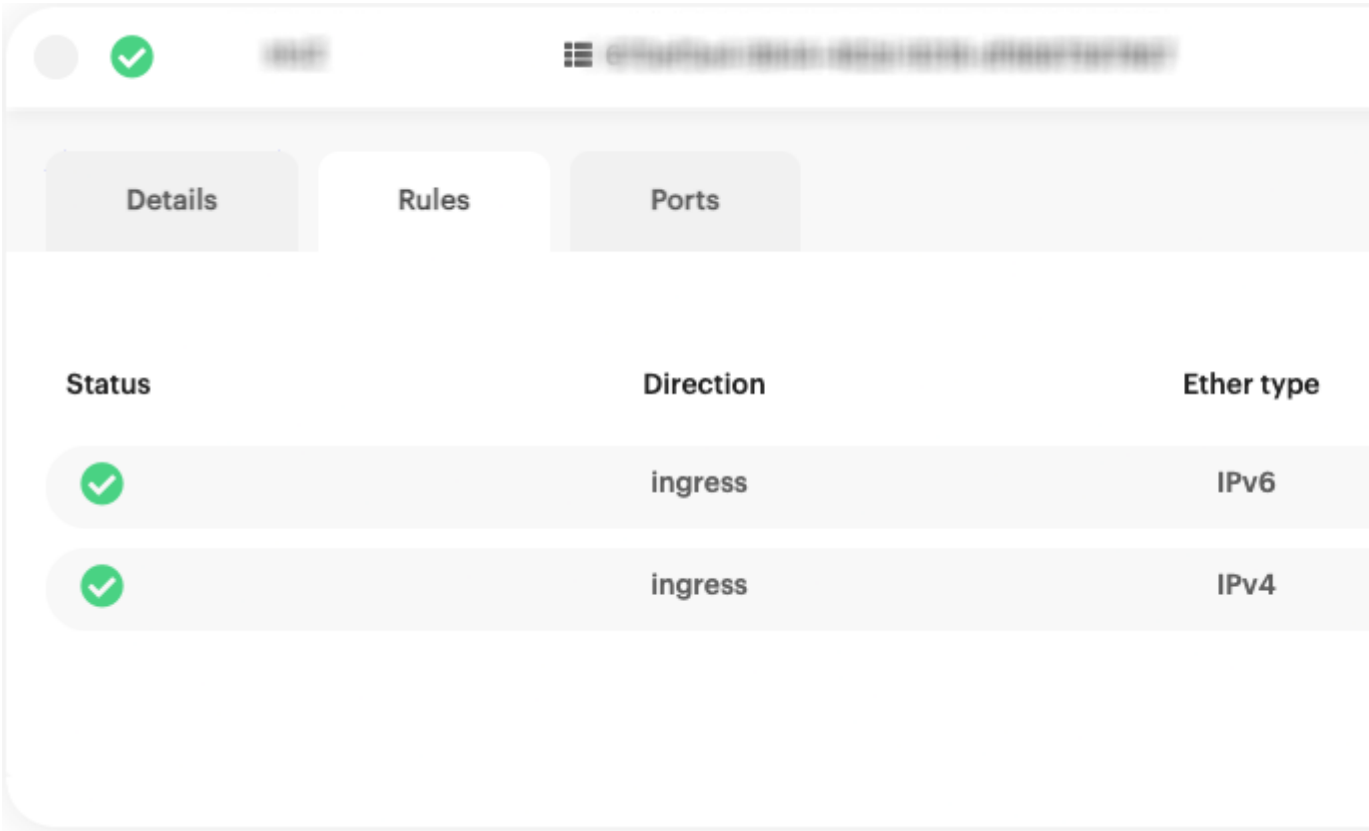 Details Rules Ports
Status Direction Ether type
ingress IPv6
ingress IPv4